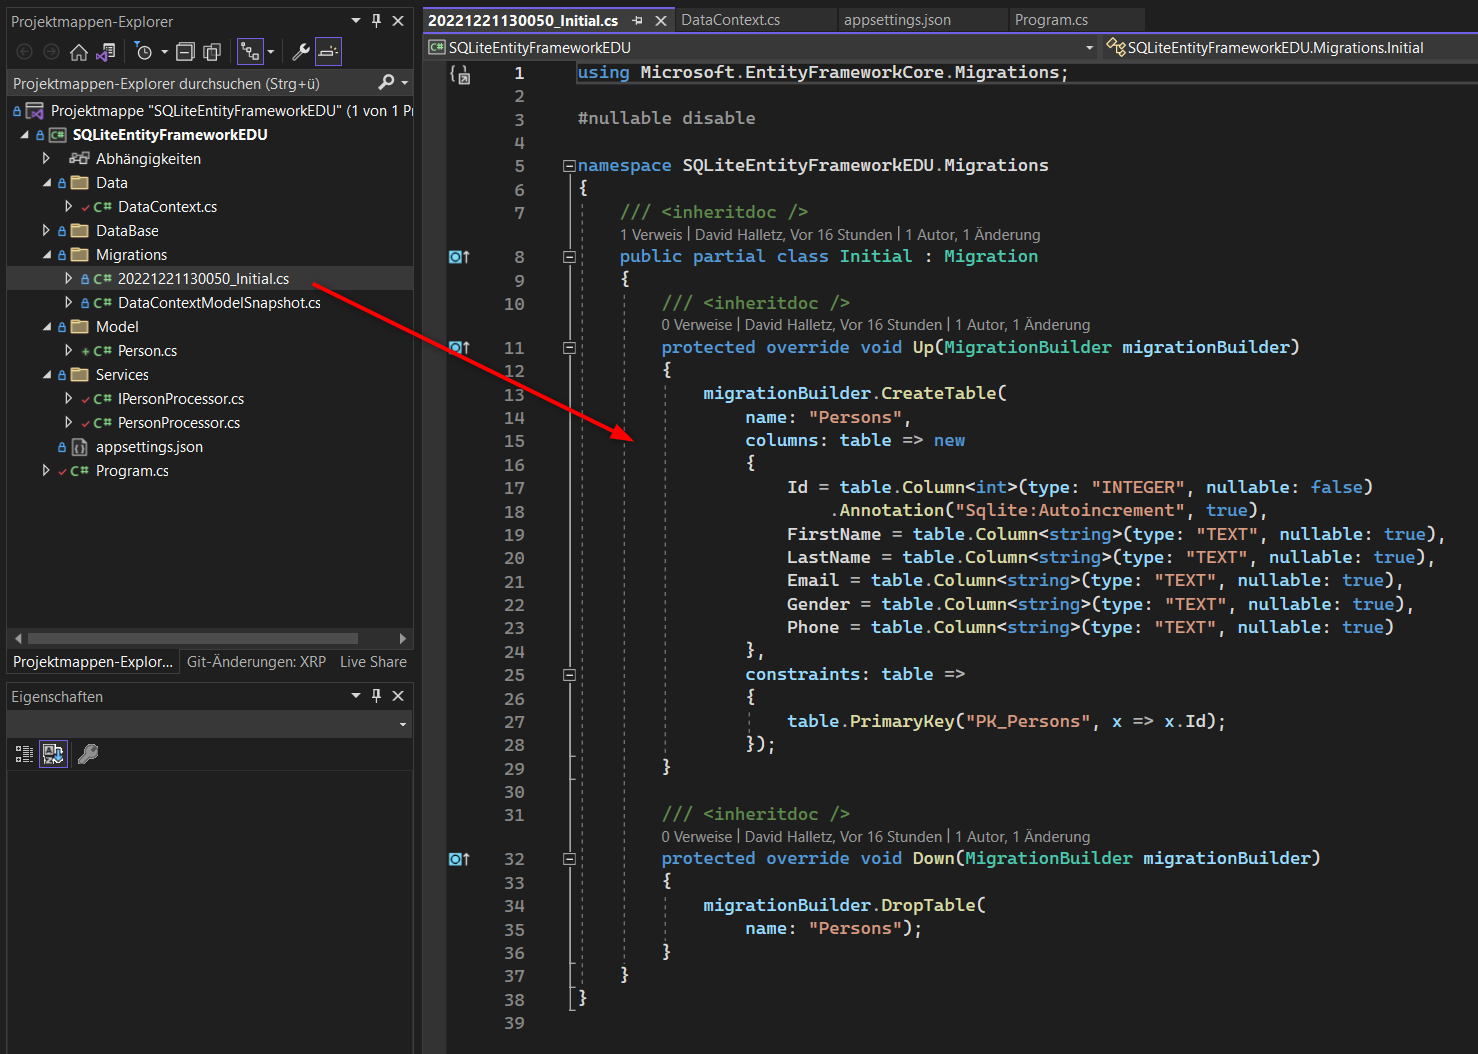 Projektmappen-Explorer
Projektmappen-Explorer durchsuchen (Strg+ü)
Projektmappe "SQLiteEntityFrameworkEDU" (1 von 1 P
SQLiteEntityFrameworkEDU
Abhängigkeiten
Data
DataContext.cs
DataBase
Migrations
20221221130050_Initial.cs
DataContextModelSnapshot.cs
Model
Person.cs
Services
IPersonProcessor.cs
PersonProcessor.cs
appsettings.json
Program.cs
Projektmappen-Explor... Git-Änderungen: XRP Live Share
Eigenschaften
20221221130050_Initial.cs DataContext.cs appsettings.json Program.cs
SQLiteEntityFrameworkEDU SQLiteEntityFrameworkEDU.Migrations.Initial
1 using Microsoft.EntityFrameworkCore.Migrations;
2
3 #nullable disable
4
5 namespace SQLiteEntityFrameworkEDU.Migrations
6 {
7 /// <inheritdoc />
1 Verweis | David Halletz, Vor 16 Stunden | 1 Autor, 1 Änderung
8 public partial class Initial : Migration
9 {
10 /// <inheritdoc />
0 Verweise | David Halletz, Vor 16 Stunden | 1 Autor, 1 Änderung
11 protected override void Up(MigrationBuilder migrationBuilder)
12 {
13 migrationBuilder.CreateTable(
14 name: "Persons",
15 columns: table => new
16 {
17 Id = table.Column<int>(type: "INTEGER", nullable: false)
18 .Annotation("Sqlite:Autoincrement", true),
19 FirstName = table.Column<string>(type: "TEXT", nullable: true),
20 LastName = table.Column<string>(type: "TEXT", nullable: true),
21 Email = table.Column<string>(type: "TEXT", nullable: true),
22 Gender = table.Column<string>(type: "TEXT", nullable: true),
23 Phone = table.Column<string>(type: "TEXT", nullable: true)
24 },
25 constraints: table =>
26 {
27 table.PrimaryKey("PK_Persons", x => x.Id);
28 });
29 }
30
31 /// <inheritdoc />
0 Verweise | David Halletz, Vor 16 Stunden | 1 Autor, 1 Änderung
32 protected override void Down(MigrationBuilder migrationBuilder)
33 {
34 migrationBuilder.DropTable(
35 name: "Persons");
36 }
37 }
38 }
39